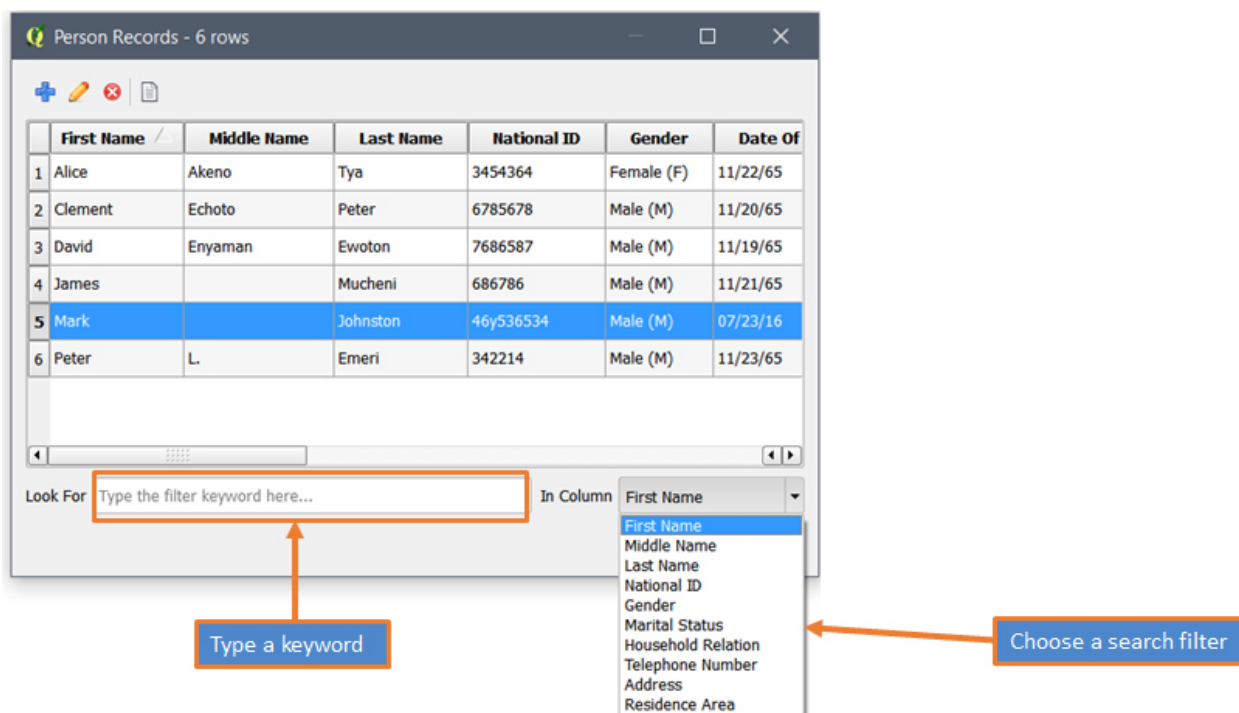 Person Records - 6 rows
First Name Middle Name Last Name National ID Gender Date Of
1 Alice Akeno Tya 3454364 Female (F) 11/22/65
2 Clement Echoto Peter 6785678 Male (M) 11/20/65
3 David Enyaman Ewoton 7686587 Male (M) 11/19/65
4 James Mucheni 686786 Male (M) 11/21/65
5 Mark Johnston 46y536534 Male (M) 07/23/16
6 Peter L. Emeri 342214 Male (M) 11/23/65
Look For Type the filter keyword here... In Column First Name
First Name
Middle Name
Last Name
National ID
Gender
Marital Status
Household Relation
Telephone Number
Address
Residence Area
Type a keyword
Choose a search filter